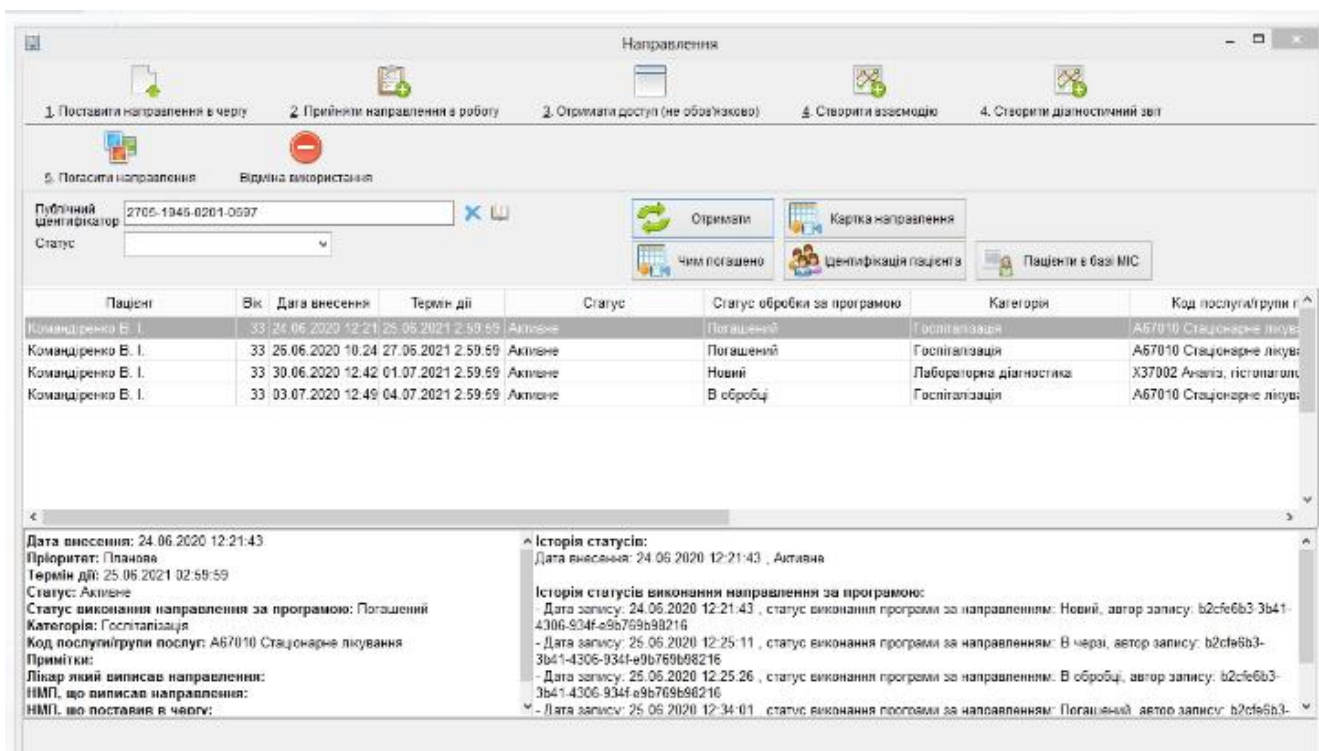 Направлення
1. Поставити направлення в чергу 2. Прийняти направлення в роботу 3. Отримати доступ (не обов'язково) 4. Створити взаємодію 4. Створити діагностичний звіт
5. Погасити направлення Відміна використання
Публічний ідентифікатор 2705-1945-0201-0597
Статус
Отримати Картка направлення
Чим погашено Ідентифікація пацієнта Пацієнти в базі МІС
Пацієнт Вік Дата внесення Термін дії Статус Статус обробки за програмою Категорія Код послуги/групи г
Командіренко В. І. 33 24.06.2020 12:21 25.06.2021 2:59:59 Активне Погашений Госпіталізація А67010 Стаціонарне лікува
Командіренко В. І. 33 26.06.2020 10:24 27.06.2021 2:59:59 Активне Погашений Госпіталізація А67010 Стаціонарне лікува
Командіренко В. І. 33 30.06.2020 12:42 01.07.2021 2:59:59 Активне Новий Лабораторна діагностика Х37002 Аналіз, гістопатоло
Командіренко В. І. 33 03.07.2020 12:49 04.07.2021 2:59:59 Активне В обробці Госпіталізація А67010 Стаціонарне лікува
Дата внесення: 24.06.2020 12:21:43
Пріоритет: Планове
Термін дії: 25.06.2021 02:59:59
Статус: Активне
Статус виконання направлення за програмою: Погашений
Категорія: Госпіталізація
Код послуги/групи послуг: А67010 Стаціонарне лікування
Примітки:
Лікар який виписав направлення:
НМП, що виписав направлення:
НМП, що поставив в чергу:
Історія статусів:
Дата внесення: 24.06.2020 12:21:43 , Активна
Історія статусів виконання направлення за програмою:
- Дата запису: 24.06.2020 12:21:43 , статус виконання програми за направленням: Новий, автор запису: b2cfe6b3-3b41-
4306-934f-e9b769b98216
- Дата запису: 25.06.2020 12:25:11 , статус виконання програми за направленням: В черзі, автор запису: b2cfe6b3-
3b41-4306-934f-e9b769b98216
- Дата запису: 25.06.2020 12:25:26 , статус виконання програми за направленням: В обробці, автор запису: b2cfe6b3-
3b41-4306-934f-e9b769b98216
- Дата запису: 25.06.2020 12:34:01 , статус виконання програми за направленням: Погашений, автор запису: b2cfe6b3-